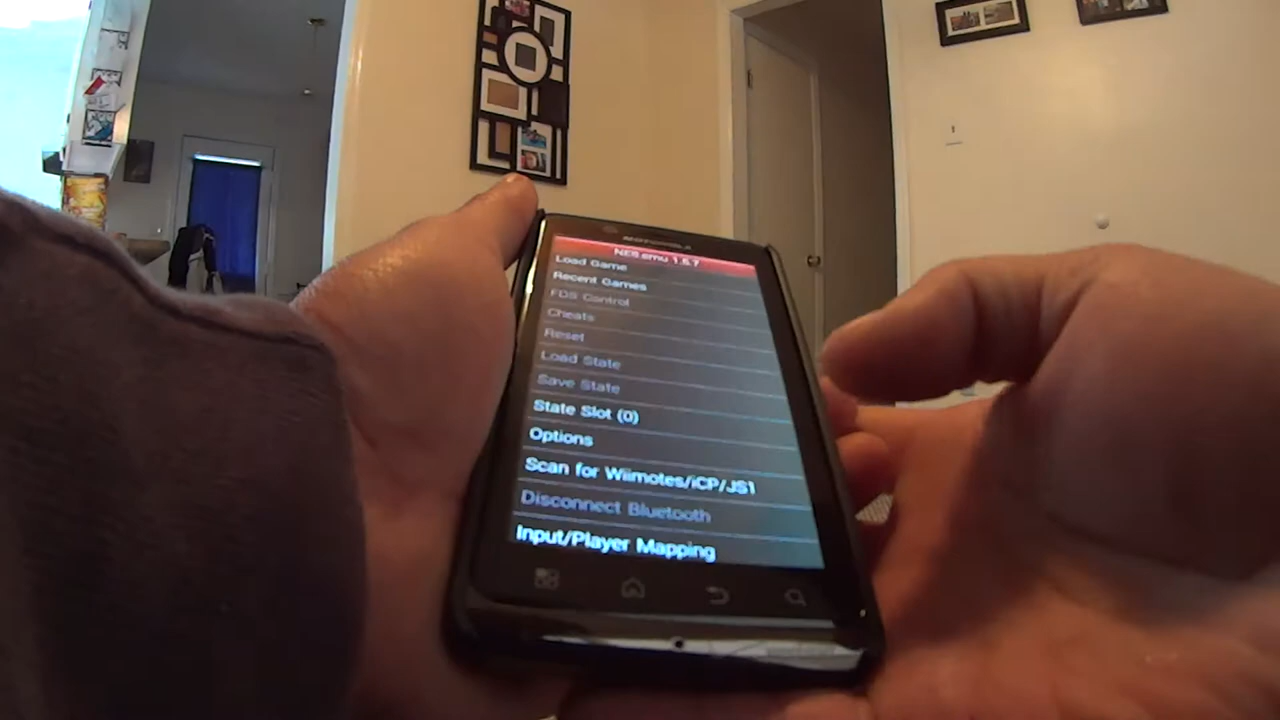 MOTOROLA
NES.emu 1.5.7
Load Game
Recent Games
FDS Control
Cheats
Reset
Load State
Save State
State Slot (0)
Options
Scan for Wiimotes/iCP/JS1
Disconnect Bluetooth
Input/Player Mapping